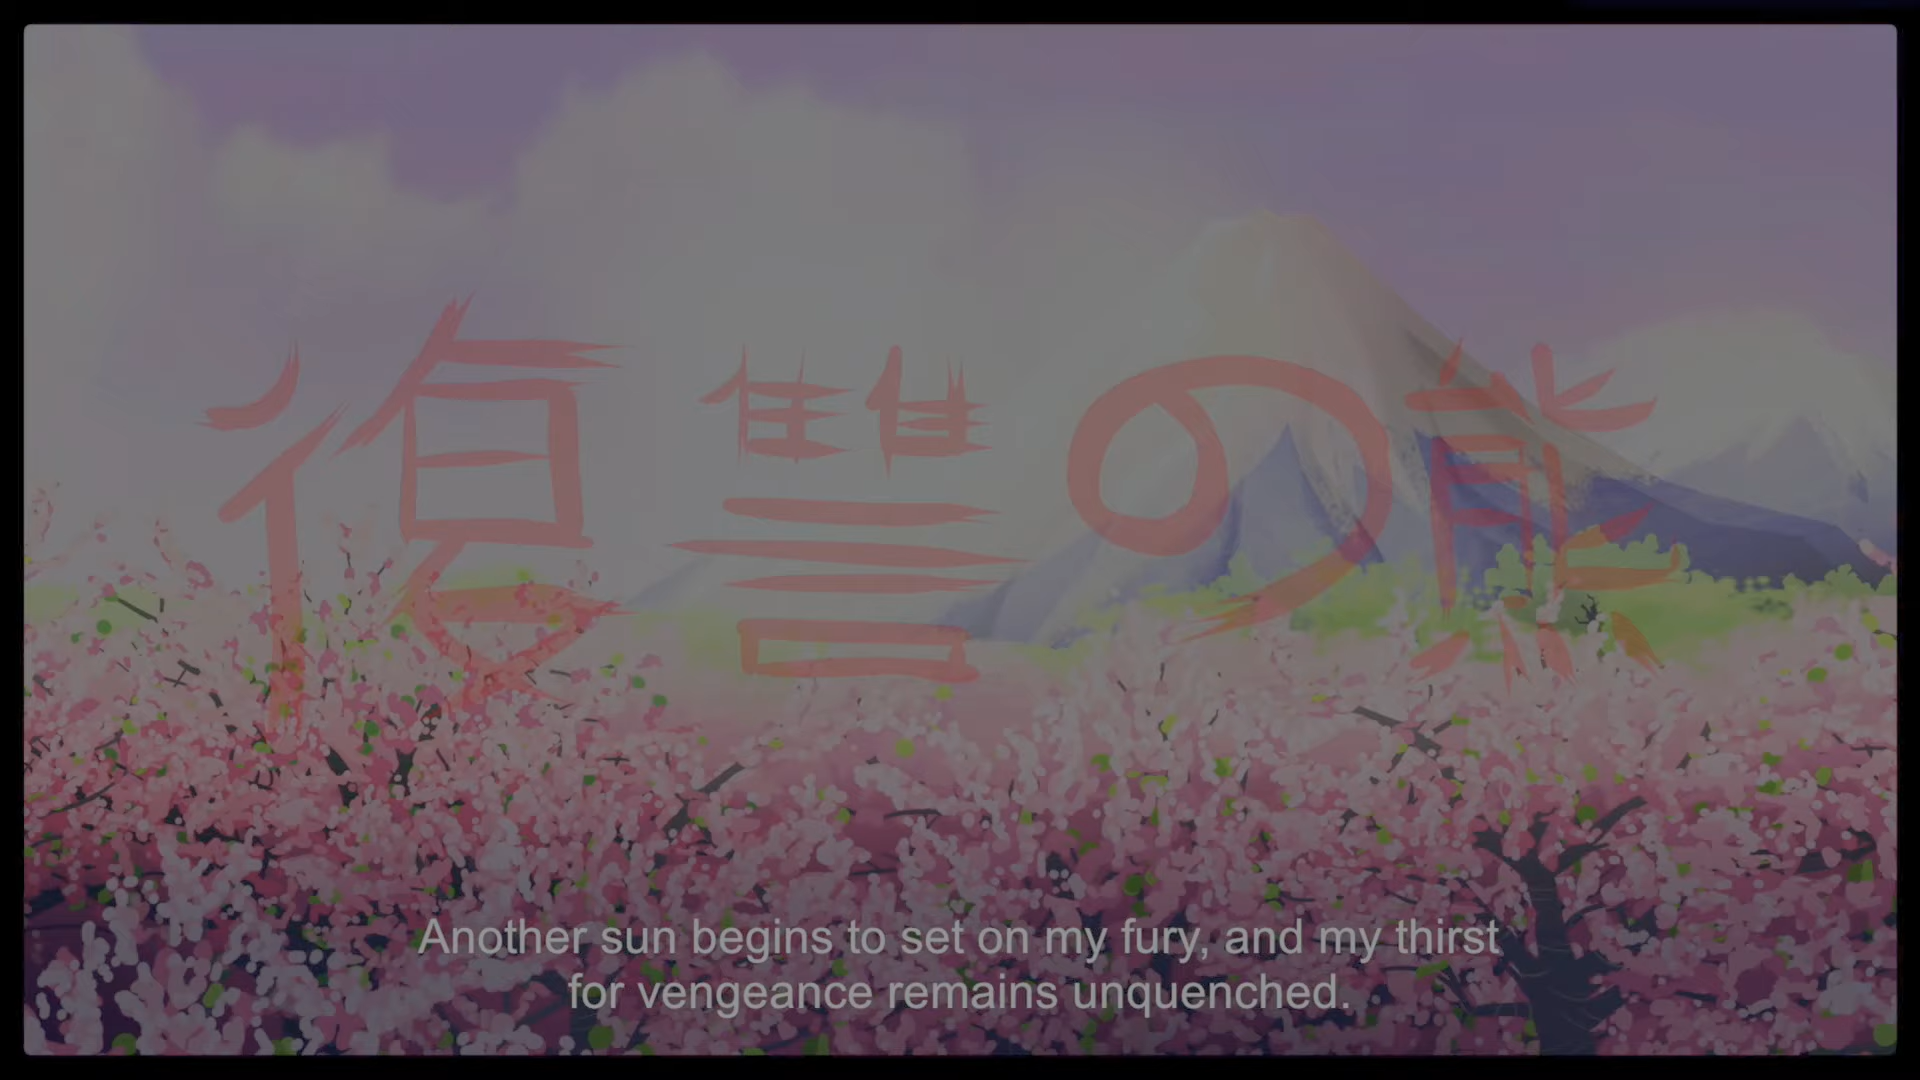 復讐の熊
Another sun begins to set on my fury, and my thirst
for vengeance remains unquenched.